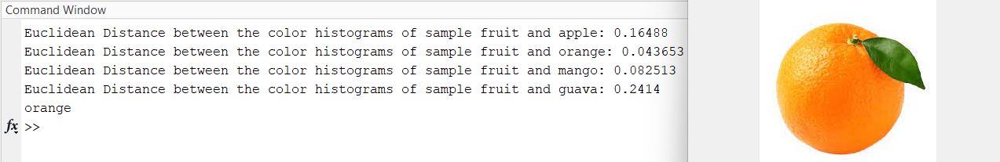 Command Window
Euclidean Distance between the color histograms of sample fruit and apple: 0.16488
Euclidean Distance between the color histograms of sample fruit and orange: 0.043653
Euclidean Distance between the color histograms of sample fruit and mango: 0.082513
Euclidean Distance between the color histograms of sample fruit and guava: 0.2414
orange
fx >>